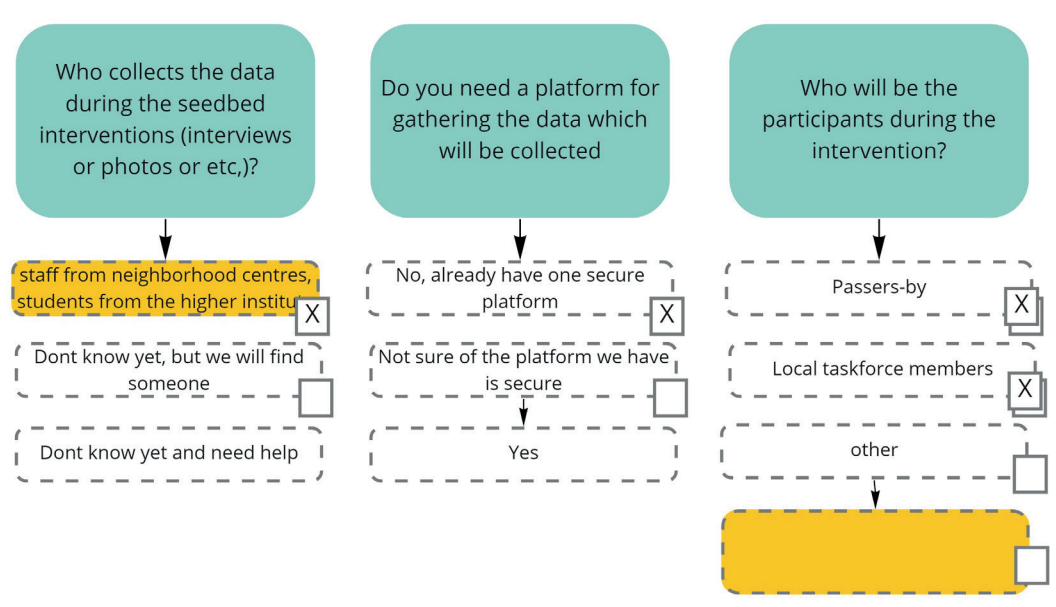 Who collects the data
during the seedbed
interventions (interviews
or photos or etc,)?
staff from neighborhood centres,
students from the higher
X
Dont know yet, but we will find
someone
Dont know yet and need help
Do you need a platform for
gathering the data which
will be collected
No, already have one secure
platform
X
Not sure of the platform we have
is secure
Yes
Who will be the
participants during the
intervention?
Passers-by
X
Local taskforce members
X
other